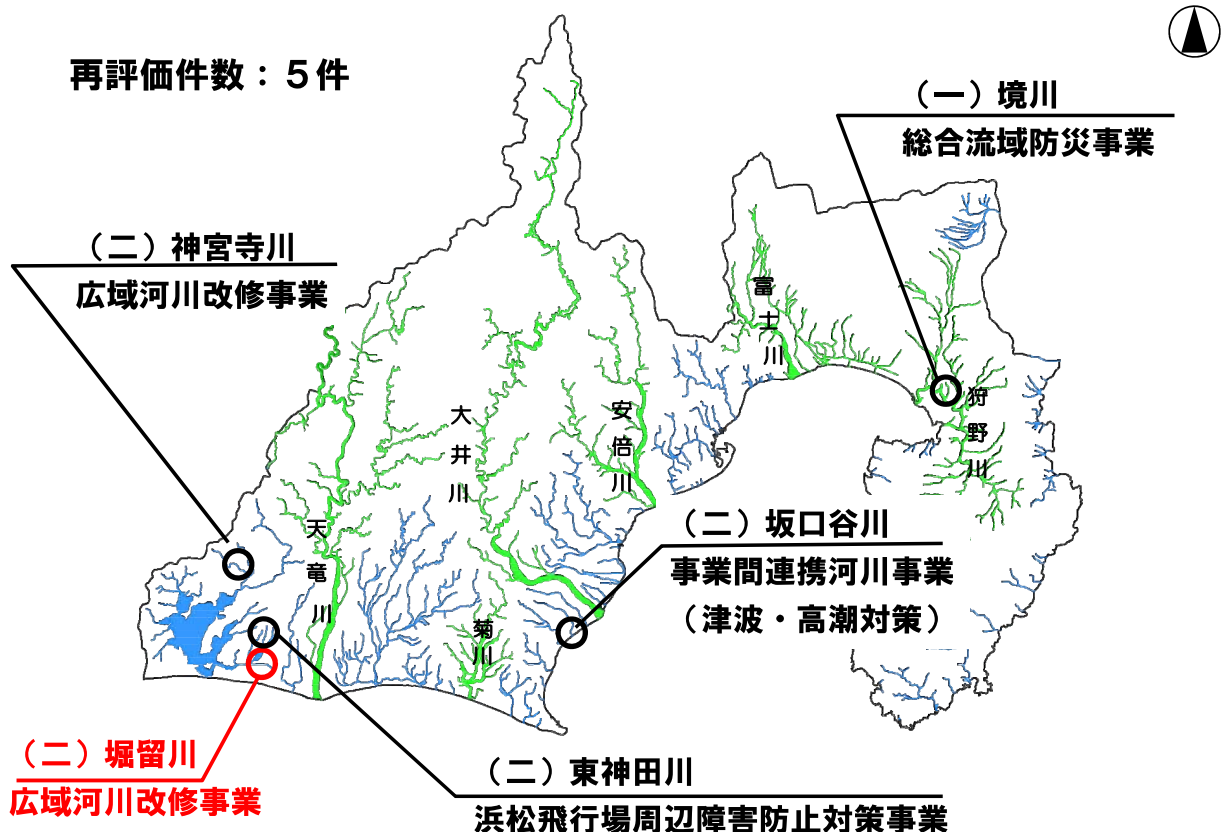 再評価件数：５件
（一）境川
総合流域防災事業
（二）神宮寺川
広域河川改修事業
富士川
狩野川
大井川
安倍川
天竜川
菊川
（二）坂口谷川
事業間連携河川事業
（津波・高潮対策）
（二）堀留川
広域河川改修事業
（二）東神田川
浜松飛行場周辺障害防止対策事業